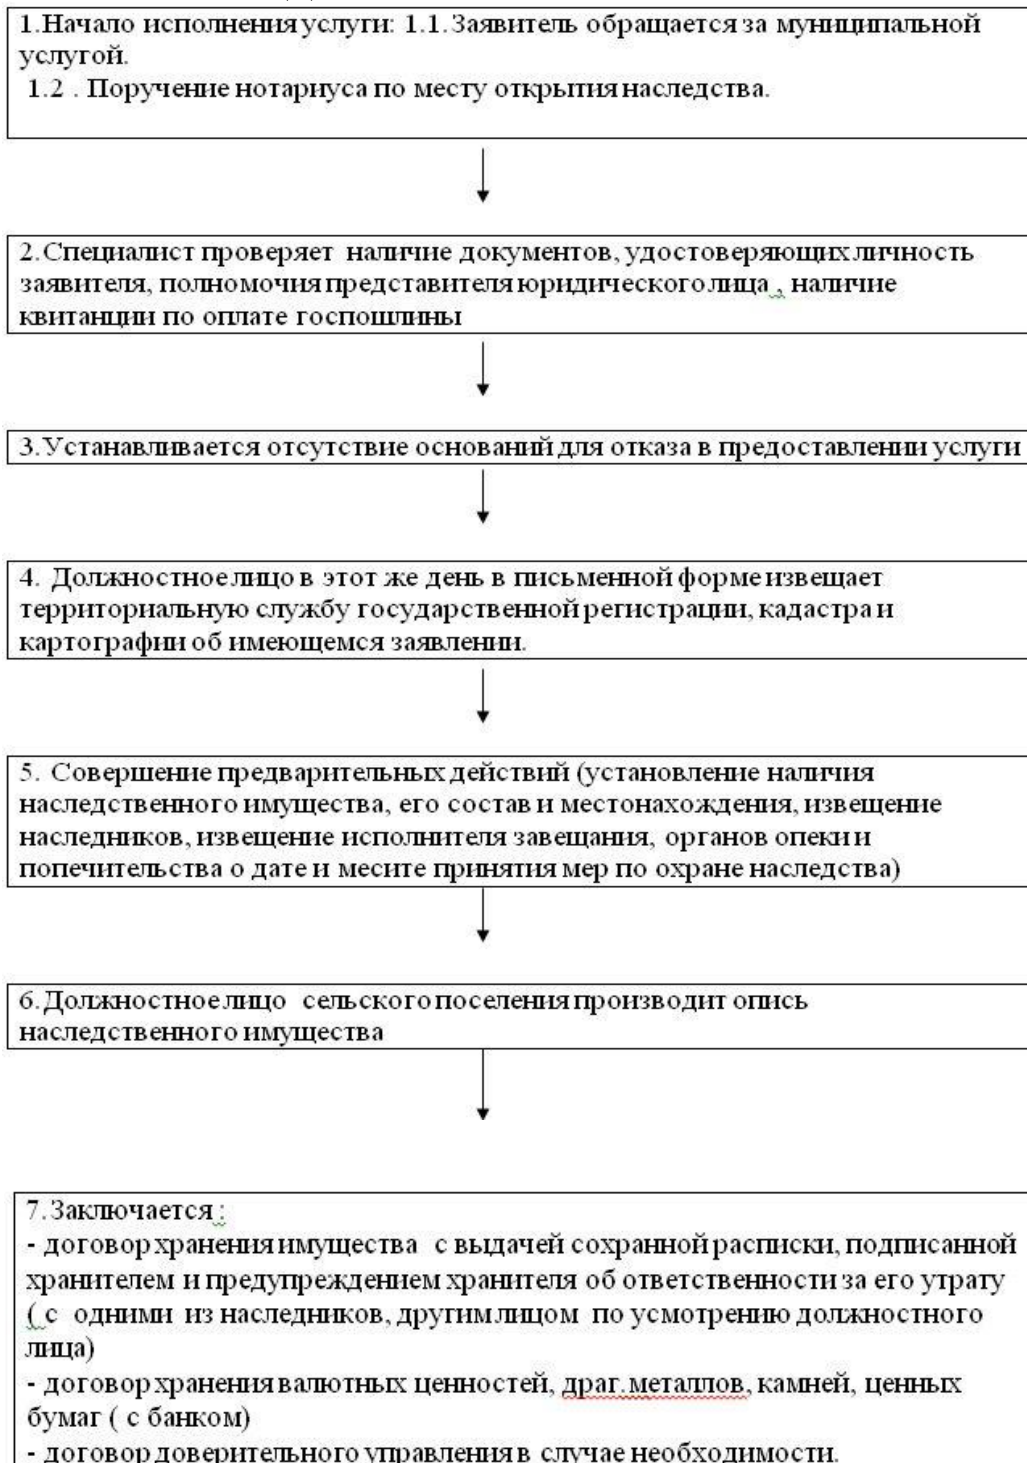 1.Начало исполнения услуги: 1.1.Заявитель обращается за муниципальной
услугой.
1.2 . Поручение нотариуса по месту открытия наследства.
2.Специалист проверяет наличие документов, удостоверяющих личность
заявителя, полномочия представителя юридического лица , наличие
квитанции по оплате госпошлины
3.Устанавливается отсутствие оснований для отказа в предоставлении услуги
4. Должностное лицо в этот же день в письменной форме извещает
территориальную службу государственной регистрации, кадастра и
картографии об имеющемся заявлении.
5. Совершение предварительных действий (установление наличия
наследственного имущества, его состав и местонахождения, извещение
наследников, извещение исполнителя завещания, органов опеки и
попечительства о дате и месите принятия мер по охране наследства)
6.Должностное лицо сельского поселения производит опись
наследственного имущества
7.Заключается :
- договор хранения имущества с выдачей сохранной расписки, подписанной
хранителем и предупреждением хранителя об ответственности за его утрату
( с одними из наследников, другим лицом по усмотрению должностного
лица)
- договор хранения валютных ценностей, драг.металлов, камней, ценных
бумаг ( с банком)
- договор доверительного управления в случае необходимости.